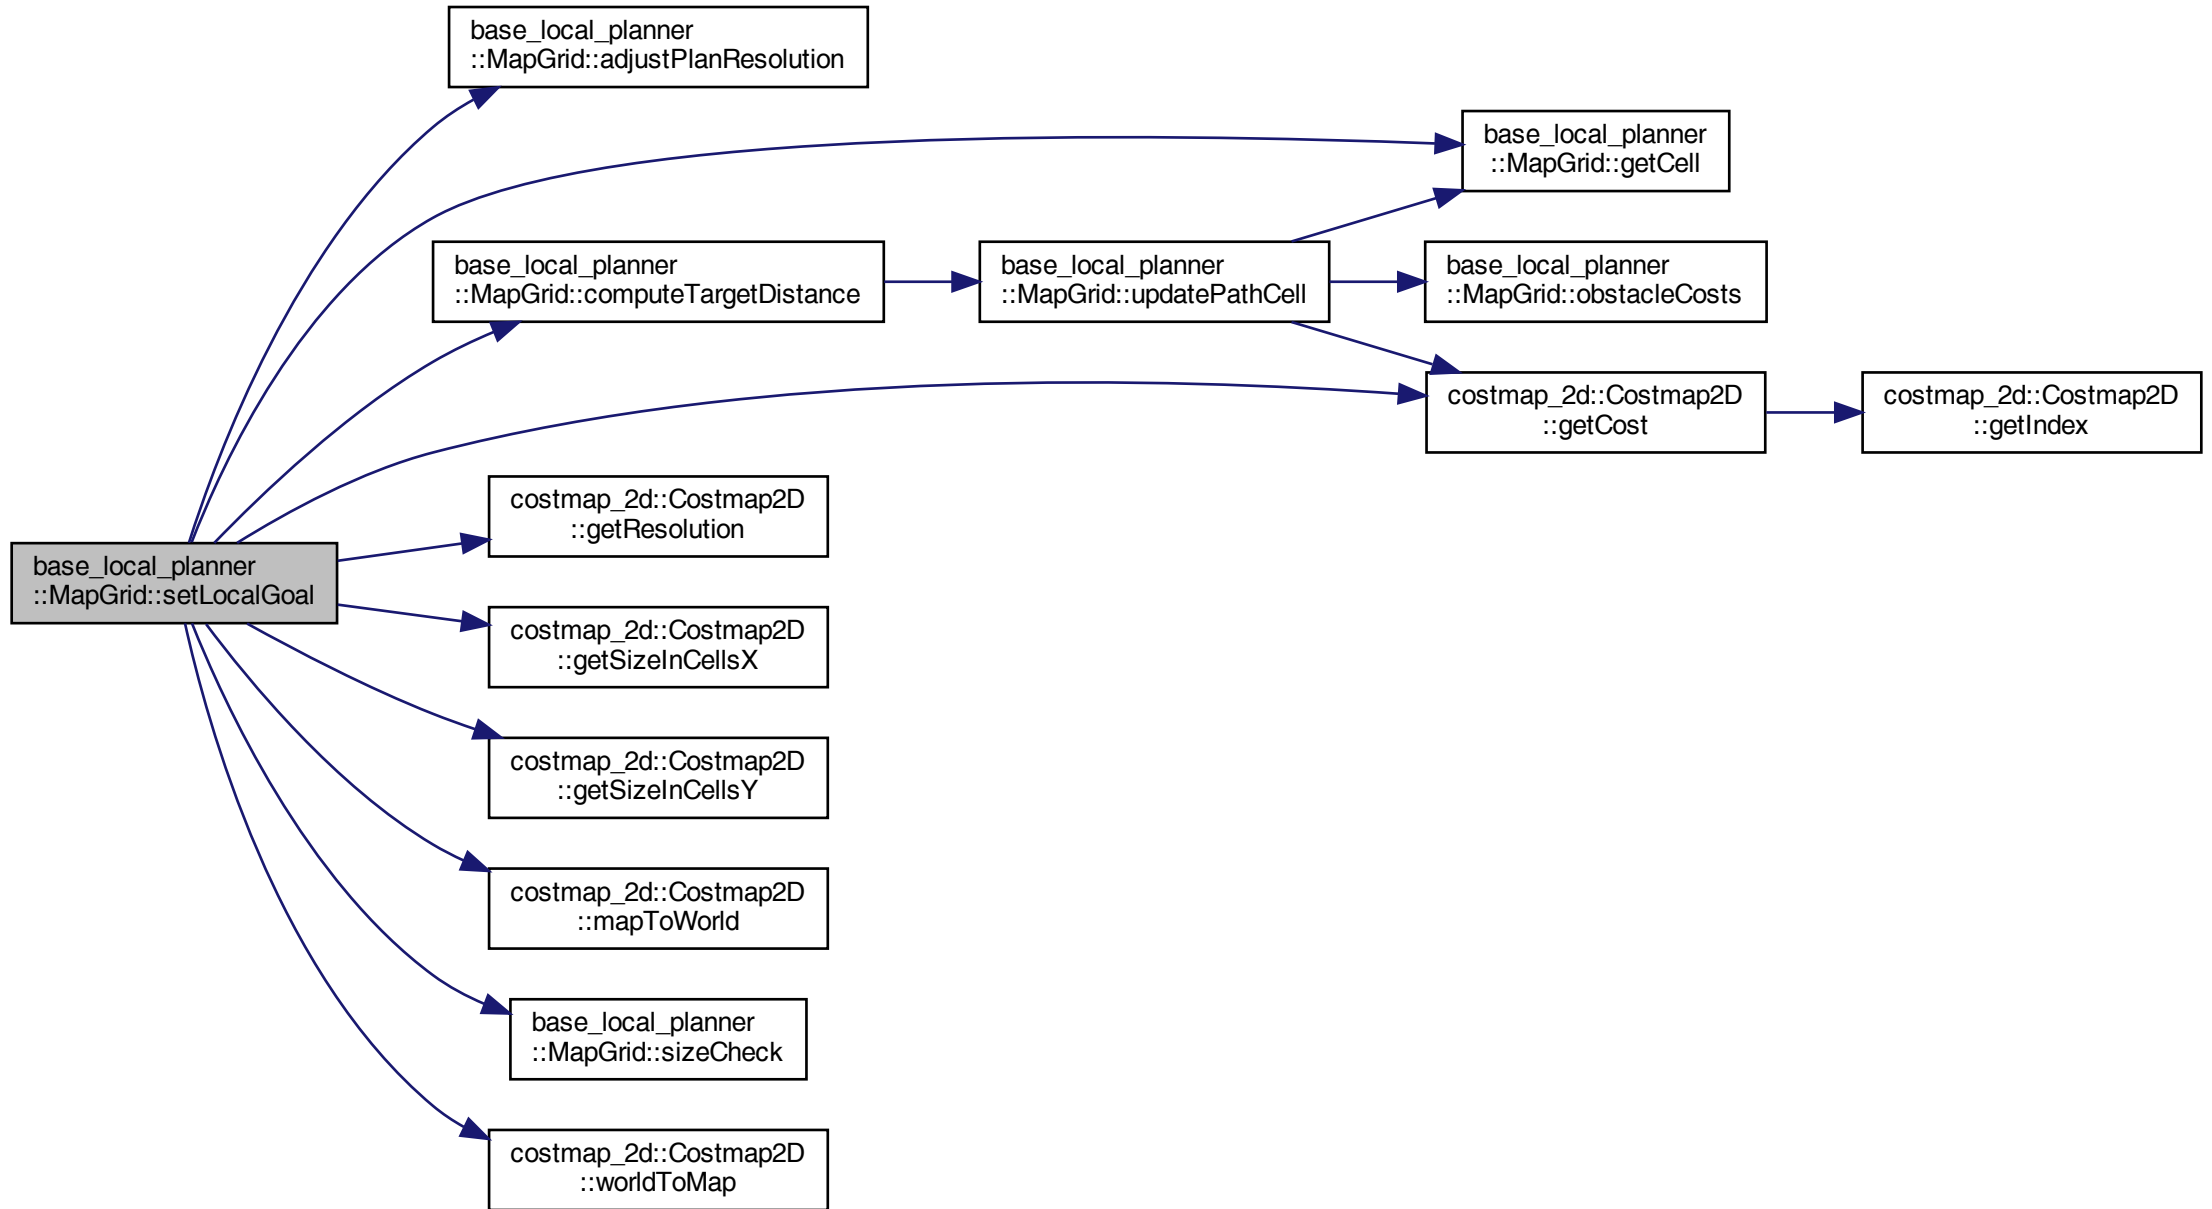 base_local_planner
::MapGrid::adjustPlanResolution
base_local_planner
::MapGrid::getCell
base_local_planner
::MapGrid::computeTargetDistance
base_local_planner
::MapGrid::updatePathCell
base_local_planner
::MapGrid::obstacleCosts
costmap_2d::Costmap2D
::getCost
costmap_2d::Costmap2D
::getIndex
costmap_2d::Costmap2D
::getResolution
base_local_planner
::MapGrid::setLocalGoal
costmap_2d::Costmap2D
::getSizeInCellsX
costmap_2d::Costmap2D
::getSizeInCellsY
costmap_2d::Costmap2D
::mapToWorld
base_local_planner
::MapGrid::sizeCheck
costmap_2d::Costmap2D
::worldToMap